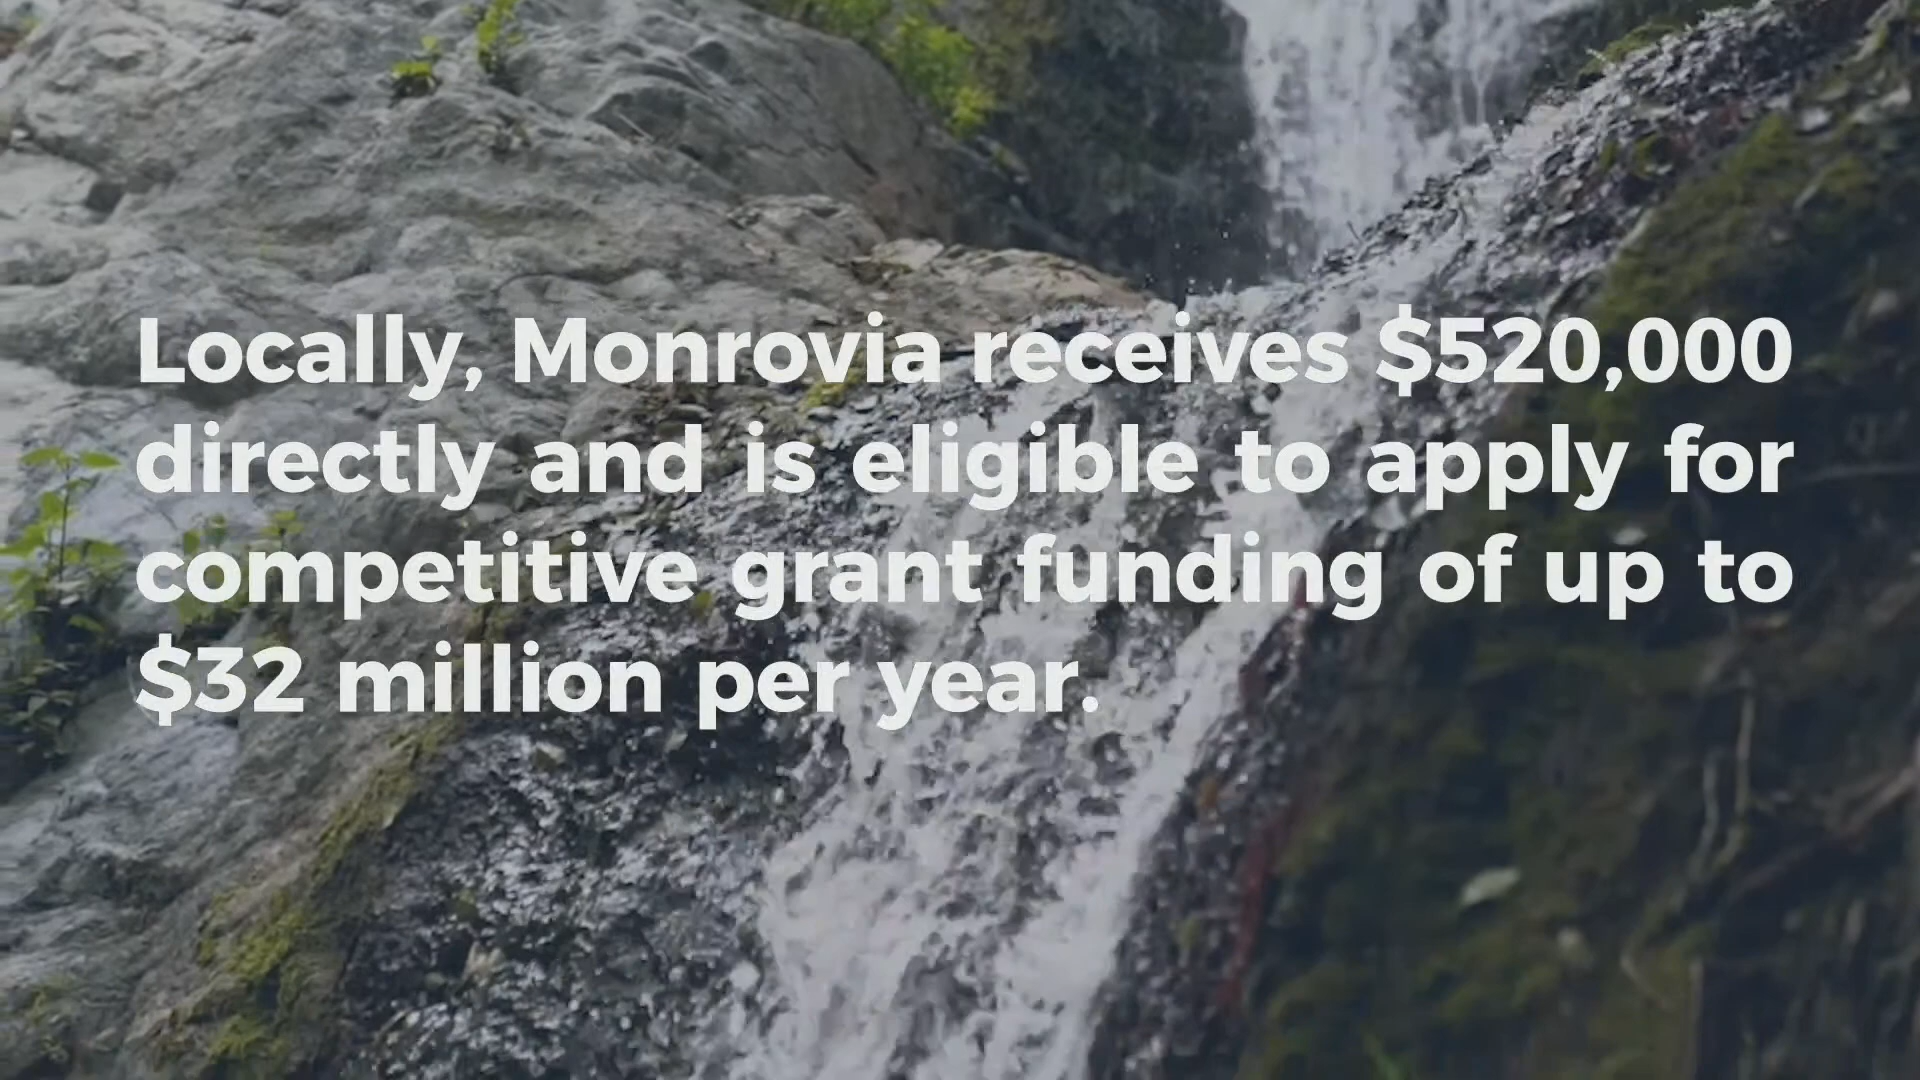 Locally, Monrovia receives $520,000
directly and is eligible to apply for
competitive grant funding of up to
$32 million per year.